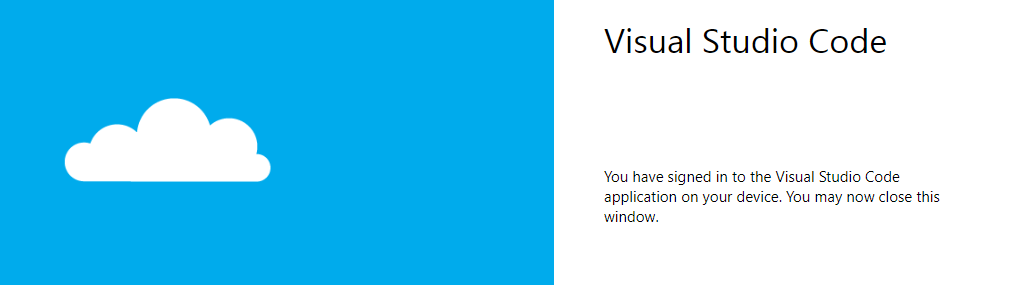 Visual Studio Code
You have signed in to the Visual Studio Code
application on your device. You may now close this
window.